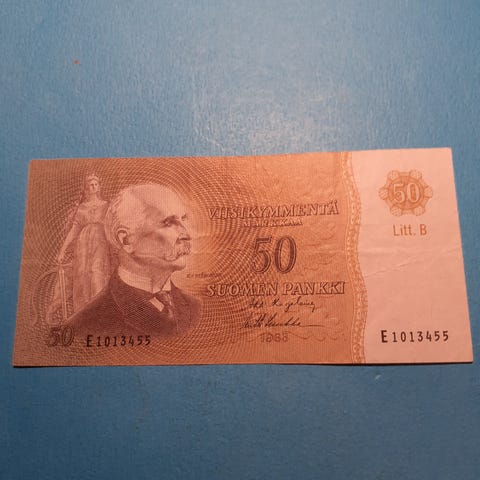 VIISIKYMMENTÄ
MARKKAA
50
SUOMEN PANKKI
1963
50
E1013455
50
Litt. B
E1013455